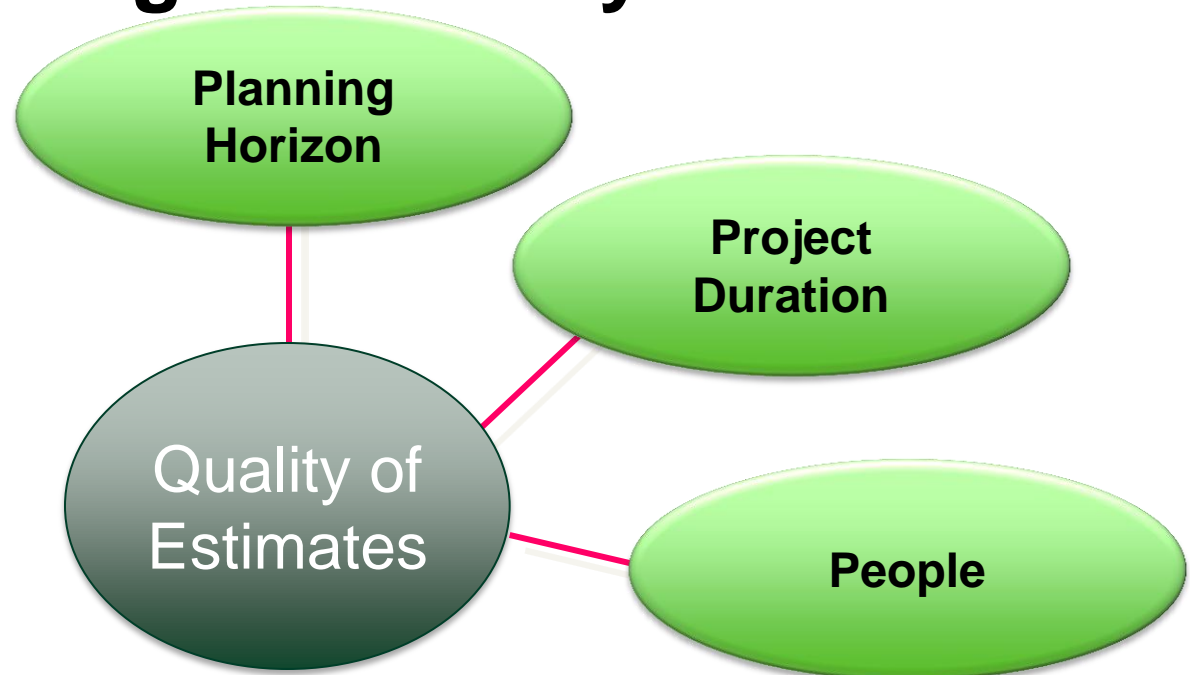 Planning
Horizon
Project
Duration
Quality of
Estimates
People